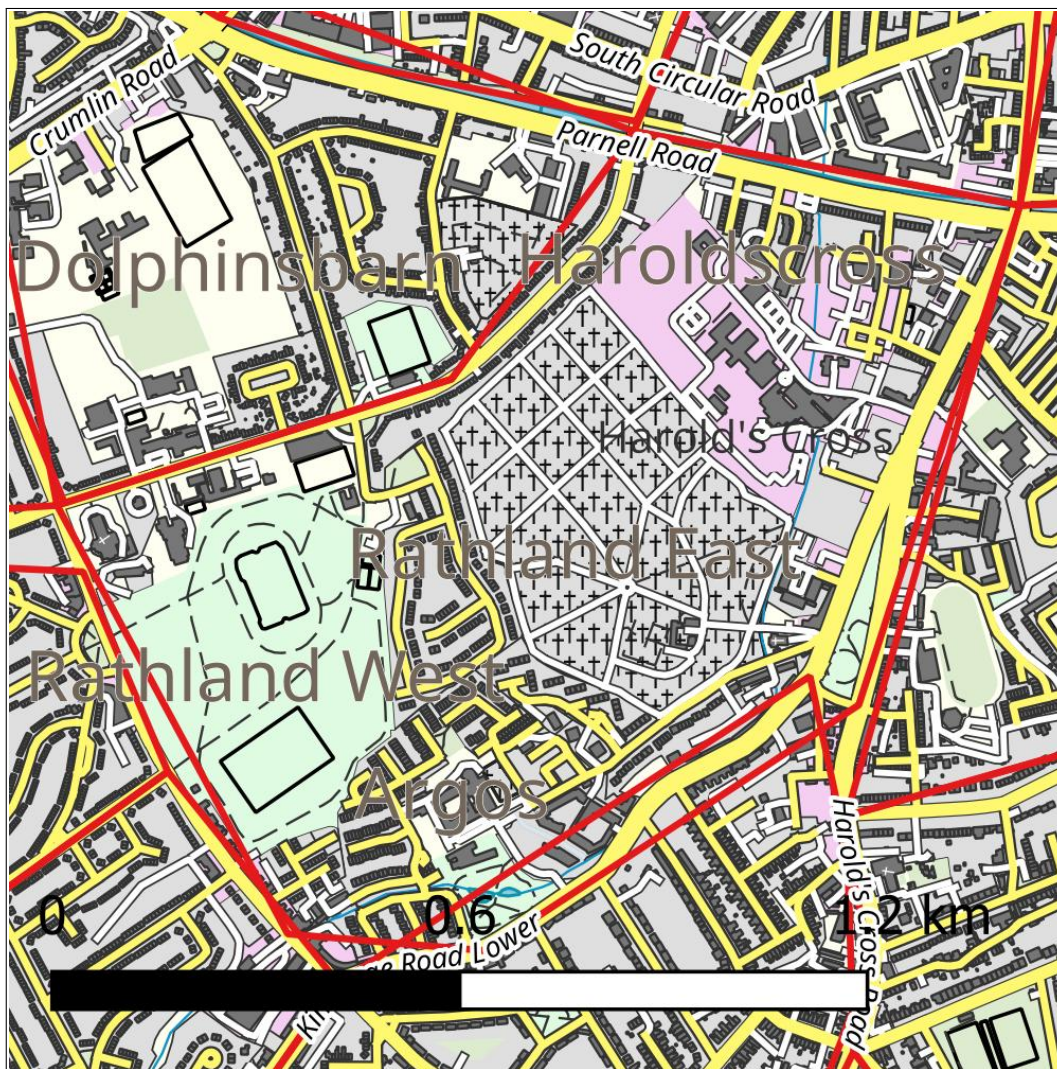 South Circular Road
Crumlin Road
Parnell Road
Dolphinsbarn
Haroldscross
Harold's Cross
Rathland East
Rathland West
Argos
Harold's Cross Road
0
0.6
1.2 km
Road Lower